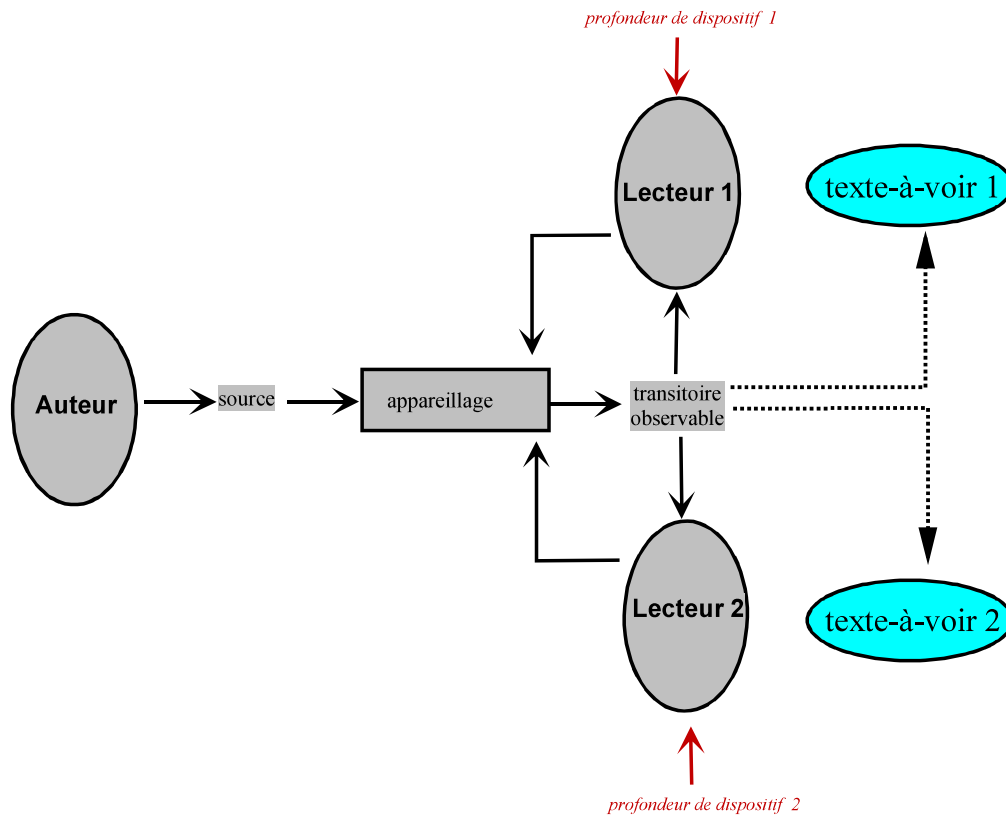 profondeur de dispositif 1
Lecteur 1
texte-à-voir 1
Auteur
source
appareillage
transitoire
observable
Lecteur 2
texte-à-voir 2
profondeur de dispositif 2